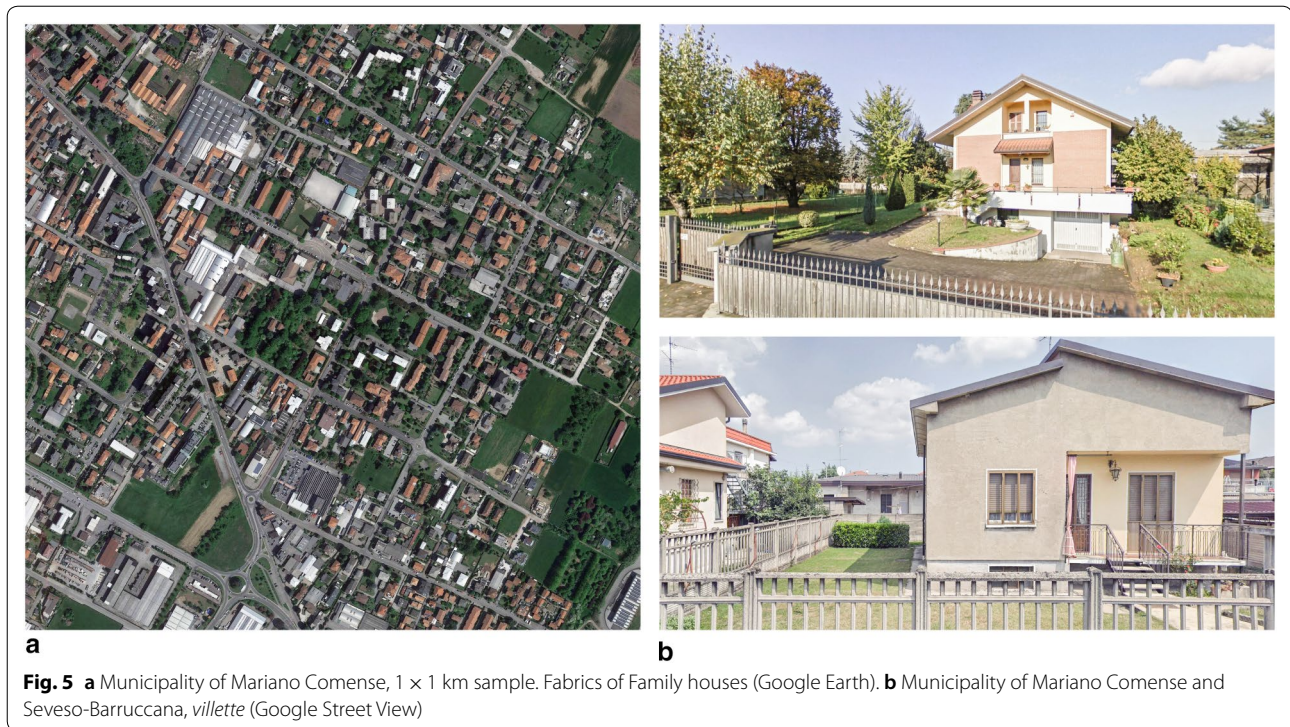 a
b
Fig. 5 a Municipality of Mariano Comense, 1 × 1 km sample. Fabrics of Family houses (Google Earth). b Municipality of Mariano Comense and
Seveso-Barruccana, villette (Google Street View)